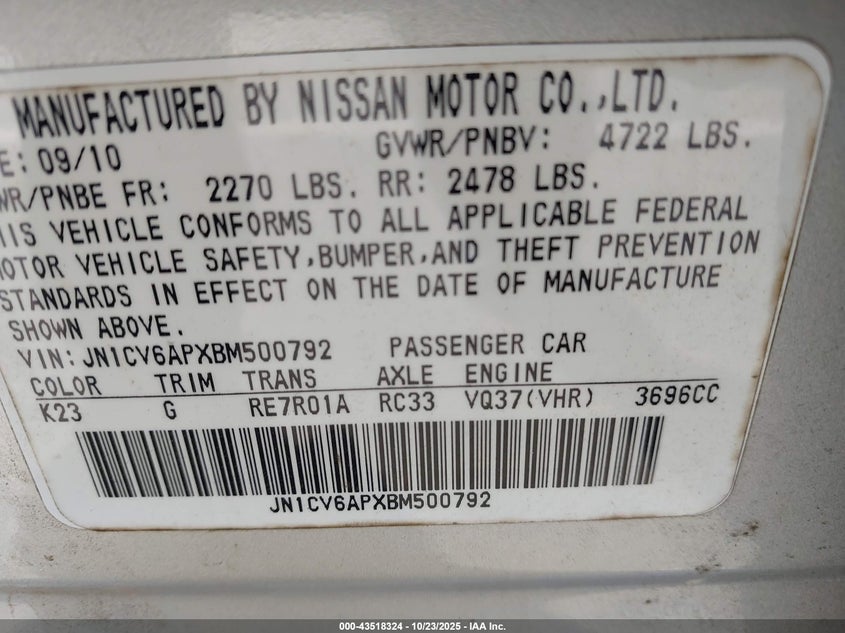 MANUFACTURED BY NISSAN MOTOR CO.,LTD.
E: 09/10 GVWR/PNBV: 4722 LBS.
WR/PNBE FR: 2270 LBS. RR: 2478 LBS.
HIS VEHICLE CONFORMS TO ALL APPLICABLE FEDERAL
OTOR VEHICLE SAFETY,BUMPER,AND THEFT PREVENTION
STANDARDS IN EFFECT ON THE DATE OF MANUFACTURE
SHOWN ABOVE.
VIN: JN1CV6APXBM500792 PASSENGER CAR
COLOR TRIM TRANS AXLE ENGINE
K23 G RE7R01A RC33 VQ37(VHR) 3696CC
JN1CV6APXBM500792
000-43518324 | 10/23/2025 - IAA Inc.